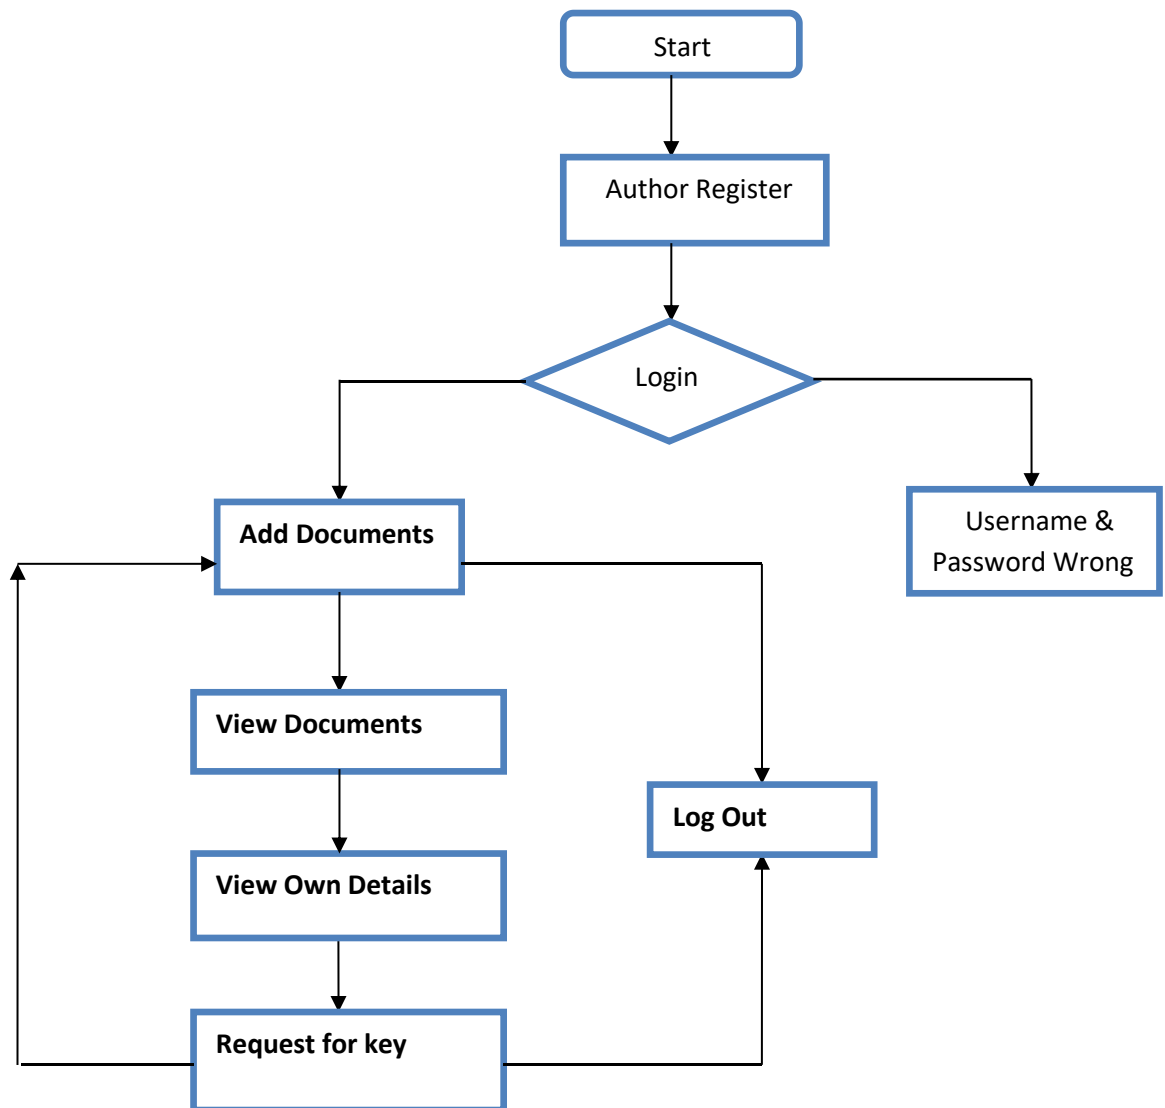 Start
Author Register
Login
Add Documents
Username &
Password Wrong
View Documents
Log Out
View Own Details
Request for key